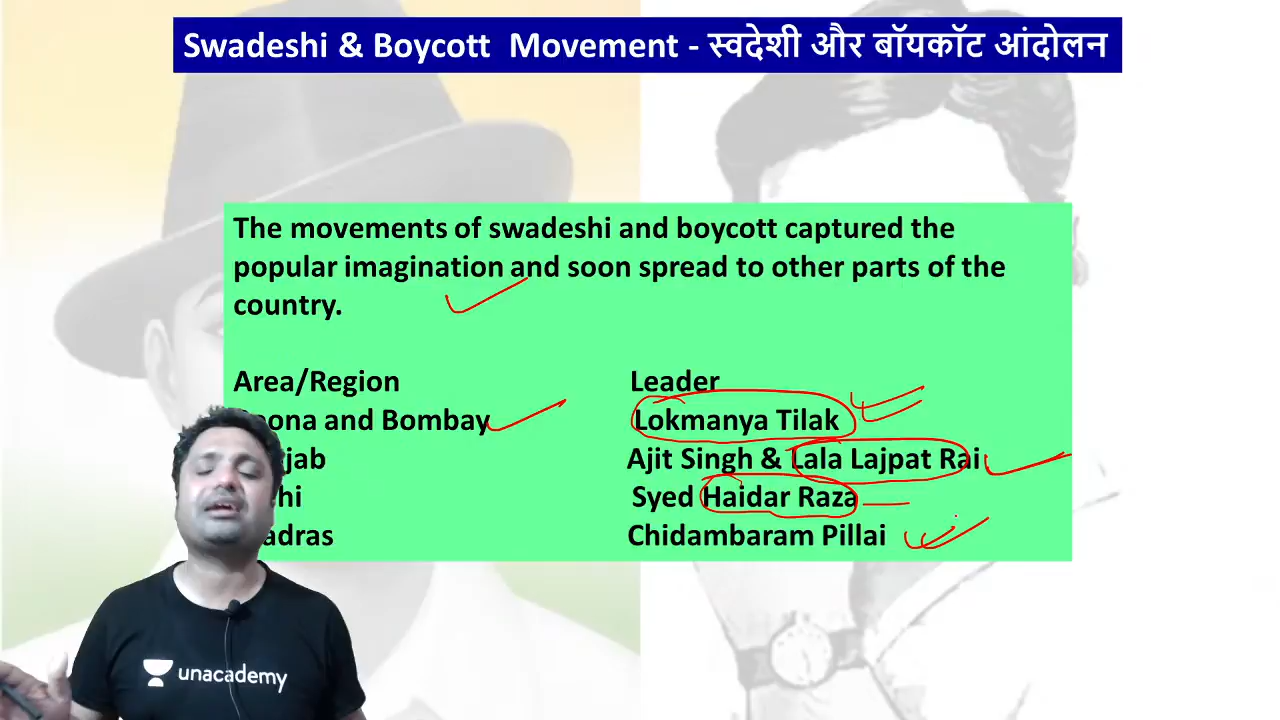 Swadeshi & Boycott Movement - स्वदेशी और बॉयकॉट आंदोलन
The movements of swadeshi and boycott captured the
popular imagination and soon spread to other parts of the
country.
Area/Region Leader
and Bombay Lokmanya Tilak
Ajit Singh & Lala Lajpat Rai
Syed Haidar Raza
Chidambaram Pillai
unacademy